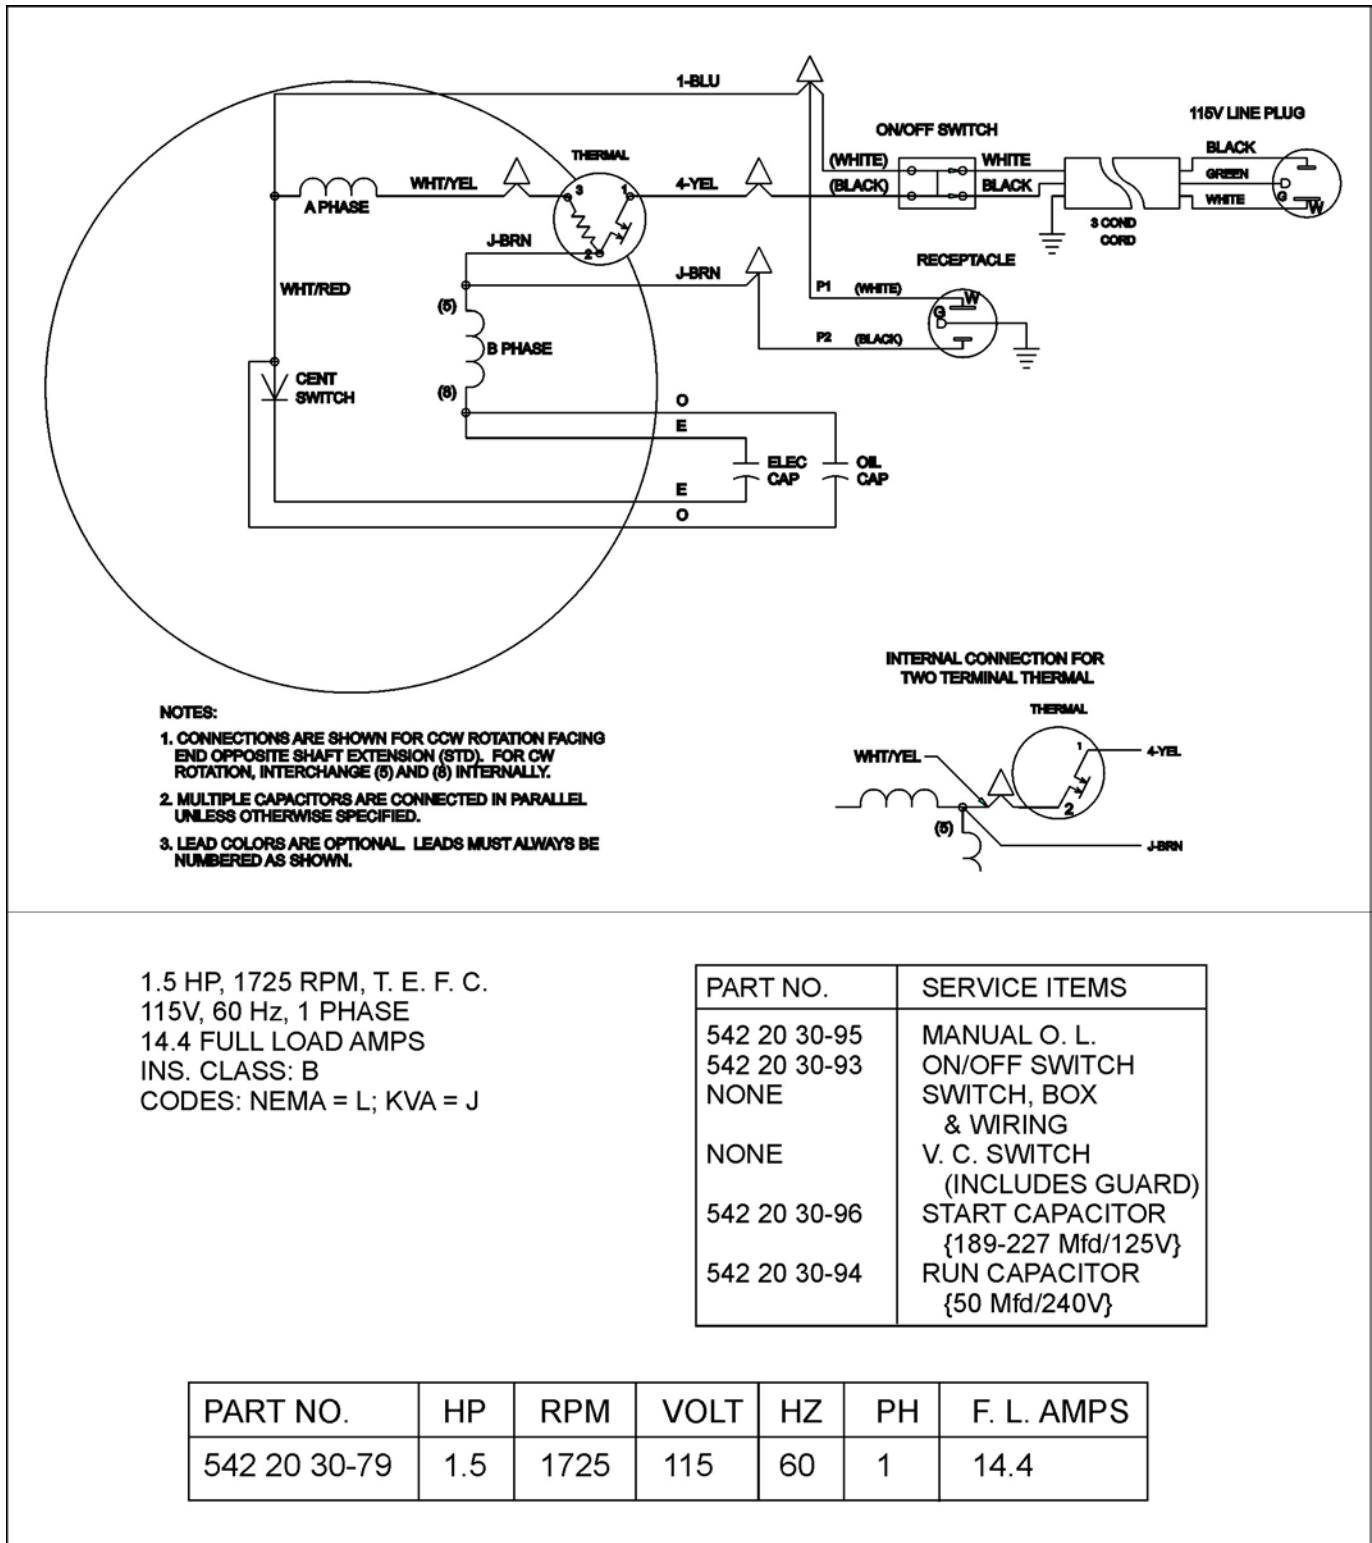 1-BLU
115V LINE PLUG
ON/OFF SWITCH
BLACK
THERMAL
(WHITE)
WHITE
GREEN
WHT/YEL
3
1
4-YEL
(BLACK)
BLACK
G
A PHASE
WHITE
W
3 COND
CORD
J-BRN
2
RECEPTACLE
J-BRN
WHT/RED
P1 (WHITE)
W
(5)
G
B PHASE
P2 (BLACK)
CENT
SWITCH
(8)
O
E
ELEC
CAP
OIL
CAP
E
O
INTERNAL CONNECTION FOR
TWO TERMINAL THERMAL
THERMAL
1
4-YEL
WHT/YEL
2
(5)
J-BRN
NOTES:
1. CONNECTIONS ARE SHOWN FOR CCW ROTATION FACING
END OPPOSITE SHAFT EXTENSION (STD). FOR CW
ROTATION, INTERCHANGE (5) AND (8) INTERNALLY.
2. MULTIPLE CAPACITORS ARE CONNECTED IN PARALLEL
UNLESS OTHERWISE SPECIFIED.
3. LEAD COLORS ARE OPTIONAL. LEADS MUST ALWAYS BE
NUMBERED AS SHOWN.
1.5 HP, 1725 RPM, T. E. F. C.
115V, 60 Hz, 1 PHASE
14.4 FULL LOAD AMPS
INS. CLASS: B
CODES: NEMA = L; KVA = J
PART NO. SERVICE ITEMS
542 20 30-95 MANUAL O. L.
542 20 30-93 ON/OFF SWITCH
NONE SWITCH, BOX
& WIRING
NONE V. C. SWITCH
(INCLUDES GUARD)
542 20 30-96 START CAPACITOR
{189-227 Mfd/125V}
542 20 30-94 RUN CAPACITOR
{50 Mfd/240V}
PART NO. HP RPM VOLT HZ PH F. L. AMPS
542 20 30-79 1.5 1725 115 60 1 14.4